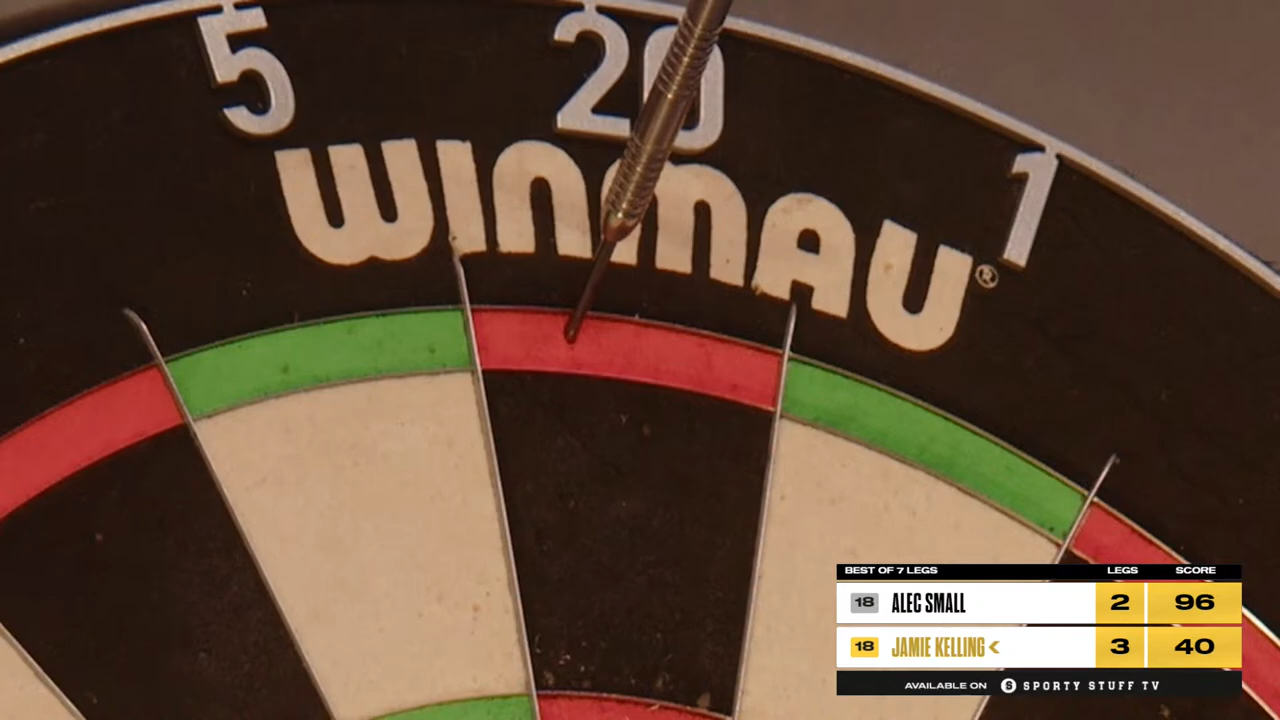 5 20 1
WINMAU®
BEST OF 7 LEGS LEGS SCORE
18 ALEC SMALL 2 96
18 JAMIE KELLING 3 40
AVAILABLE ON S SPORTY STUFF TV